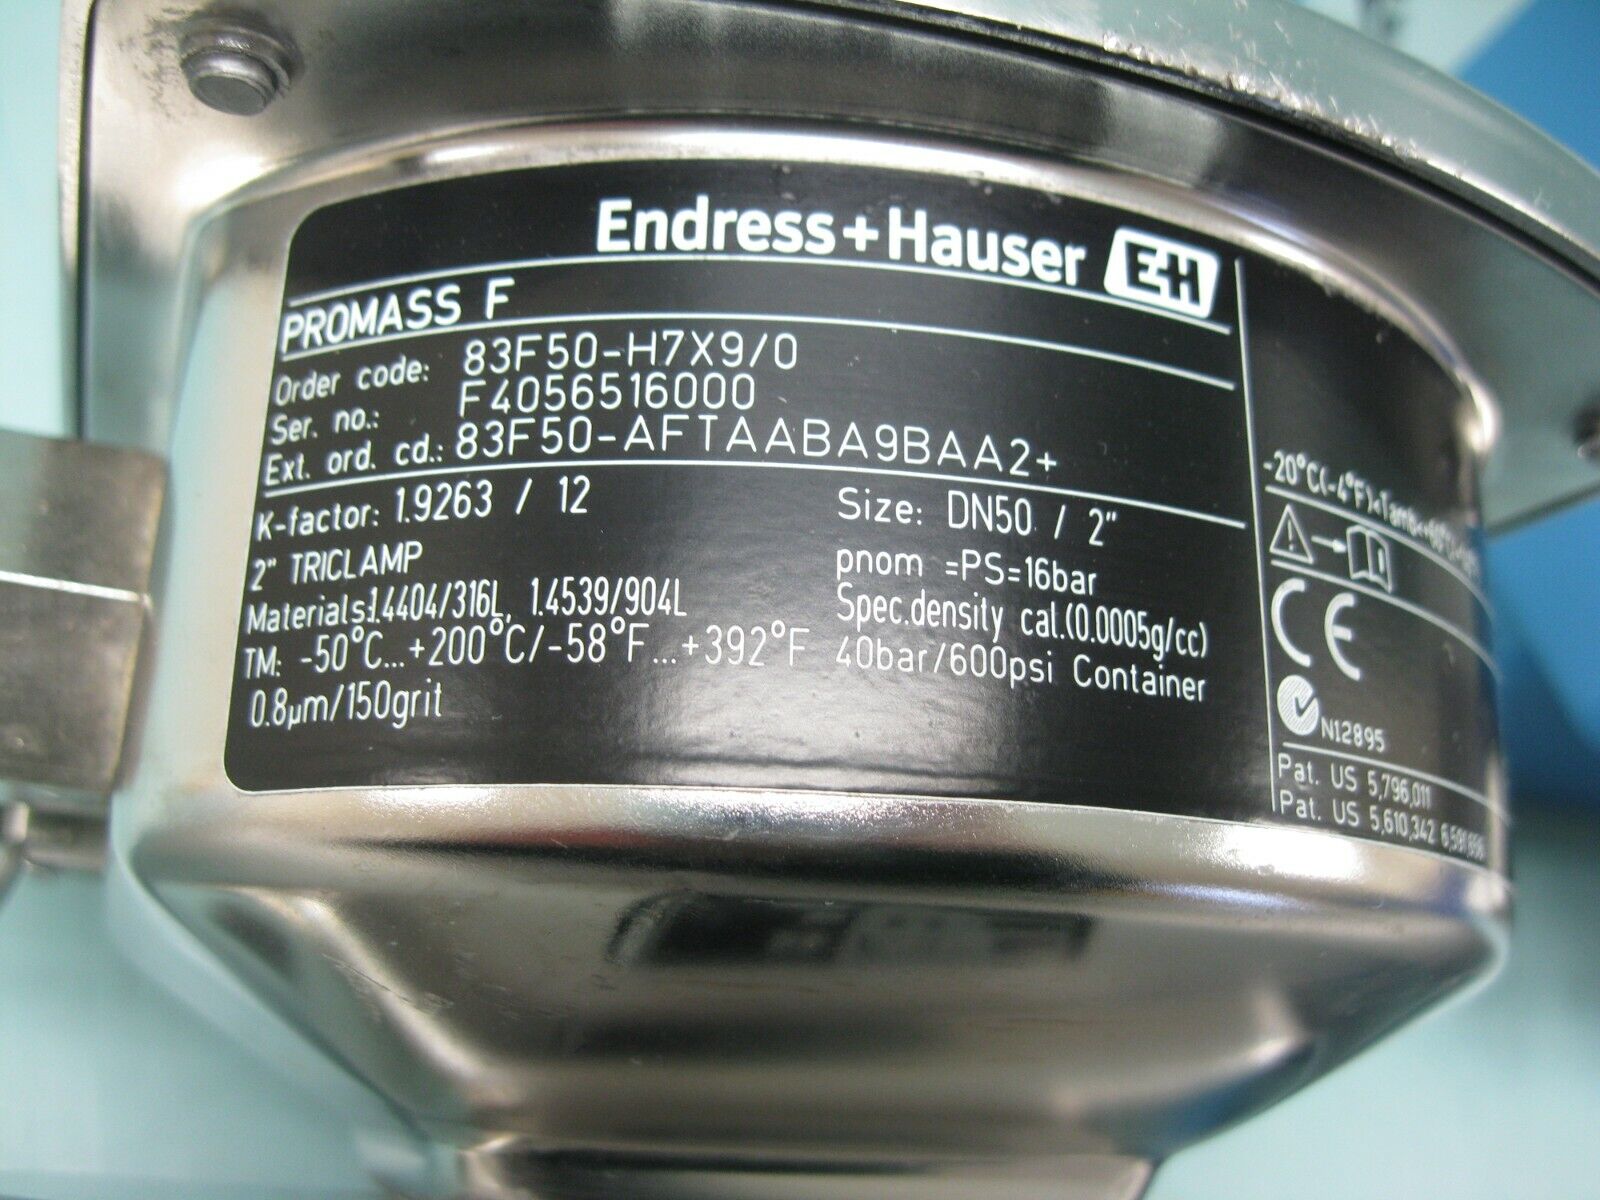 Endress+Hauser E+H
PROMASS F
Order code: 83F50-H7X9/0
Ser. no.: F4056516000
Ext. ord. cd.: 83F50-AFTAABA9BAA2+
K-factor: 1.9263 / 12
Size: DN50 / 2"
2" TRICLAMP
pnom =PS=16bar
Materials:1.4404/316L, 1.4539/904L
Spec.density cal.(0.0005g/cc)
TM: -50°C...+200°C/-58°F...+392°F
40bar/600psi Container
0.8µm/150grit
-20°C(-4°F)<Tamb<
CE
N12895
Pat. US 5,796,011
Pat. US 5,610,342